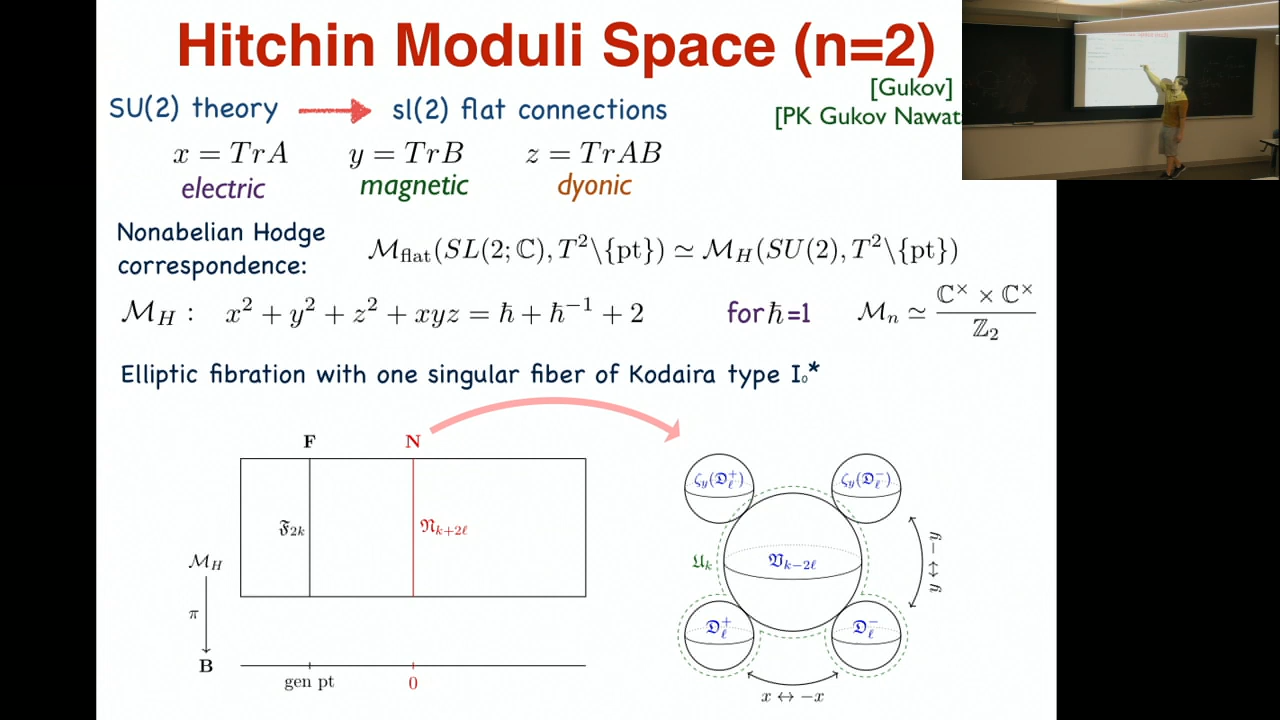 Hitchin Moduli Space (n=2)
[Gukov]
SU(2) theory sl(2) flat connections
[PK Gukov Nawat
x = TrA y = TrB z = TrAB
electric magnetic dyonic
Nonabelian Hodge
correspondence:
M_flat(SL(2;ℂ), T²\{pt}) ≃ M_H(SU(2), T²\{pt})
M_H : x² + y² + z² + xyz = ℏ + ℏ⁻¹ + 2 for ℏ=1 M_n ≃ (ℂ^× × ℂ^×)/ℤ₂
Elliptic fibration with one singular fiber of Kodaira type I₀*
F N
𝔉_2k 𝔑_{k+2ℓ}
M_H
π
B
gen pt 0
ζ_y(𝔇_ℓ^+) ζ_y(𝔇_ℓ^-)
𝔘_k 𝔙_{k-2ℓ}
y ↔ -y
𝔇_ℓ^+ 𝔇_ℓ^-
x ↔ -x